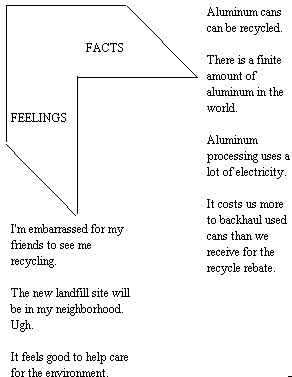 FACTS
FEELINGS
Aluminum cans
can be recycled.
There is a finite
amount of
aluminum in the
world.
Aluminum
processing uses a
lot of electricity.
It costs us more
to backhaul used
cans than we
receive for the
recycle rebate.
I'm embarrassed for my
friends to see me
recycling.
The new landfill site will
be in my neighborhood.
Ugh.
It feels good to help care
for the environment.